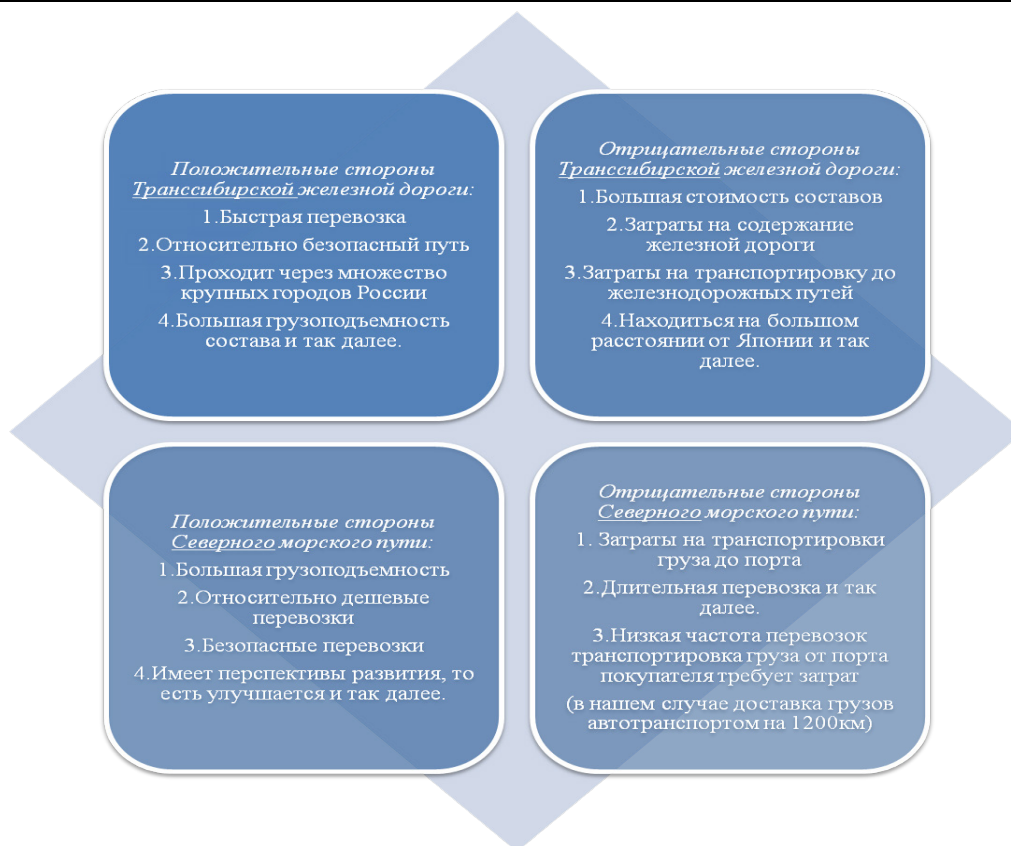 Положительные стороны
Транссибирской железной дороги:
1.Быстрая перевозка
2.Относительно безопасный путь
3.Проходит через множество
крупных городов России
4.Большая грузоподъемность
состава и так далее.
Отрицательные стороны
Транссибирской железной дороги:
1.Большая стоимость составов
2.Затраты на содержание
железной дороги
3.Затраты на транспортировку до
железнодорожных путей
4.Находиться на большом
расстоянии от Японии и так
далее.
Положительные стороны
Северного морского пути:
1.Большая грузоподъемность
2.Относительно дешевые
перевозки
3.Безопасные перевозки
4.Имеет перспективы развития, то
есть улучшается и так далее.
Отрицательные стороны
Северного морского пути:
1. Затраты на транспортировки
груза до порта
2.Длительная перевозка и так
далее.
3.Низкая частота перевозок
транспортировка груза от порта
покупателя требует затрат
(в нашем случае доставка грузов
автотранспортом на 1200км)